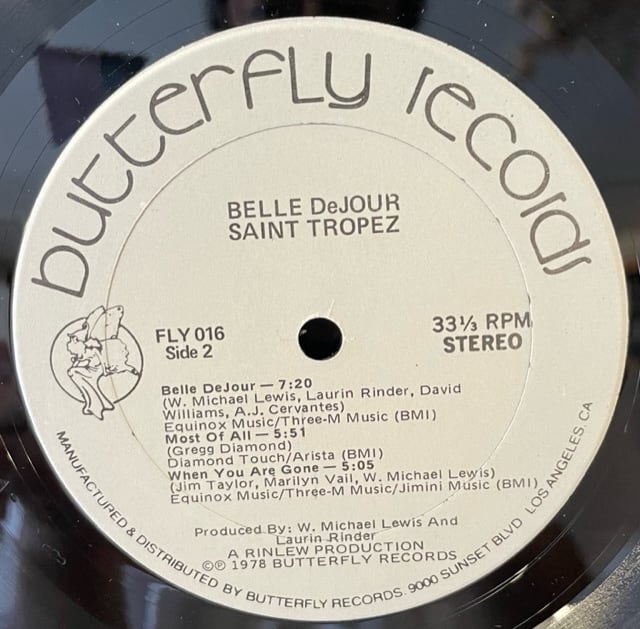 butterfly records
BELLE DeJOUR
SAINT TROPEZ
FLY 016
Side 2
33⅓ RPM
STEREO
Belle DeJour — 7:20
(W. Michael Lewis, Laurin Rinder, David
Williams, A.J. Cervantes)
Equinox Music/Three-M Music (BMI)
Most Of All — 5:51
(Gregg Diamond)
Diamond Touch/Arista (BMI)
When You Are Gone — 5:05
(Jim Taylor, Marilyn Vail, W. Michael Lewis)
Equinox Music/Three-M Music/Jimini Music (BMI)
Produced By: W. Michael Lewis And
Laurin Rinder
A RINLEW PRODUCTION
©℗ 1978 BUTTERFLY RECORDS
MANUFACTURED & DISTRIBUTED BY BUTTERFLY RECORDS. 9000 SUNSET BLVD LOS ANGELES, CA